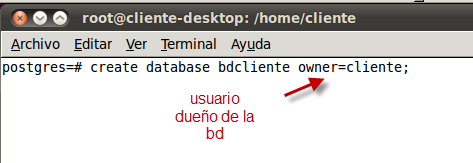 root@cliente-desktop: /home/cliente
Archivo Editar Ver Terminal Ayuda
postgres=# create database bdcliente owner=cliente;
usuario
dueño de la
bd